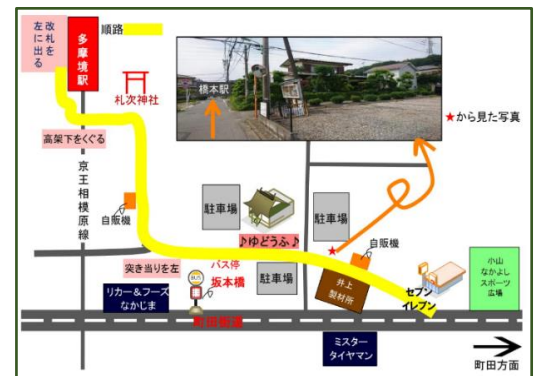 改札を
左に出る
多摩境駅
順路
札次神社
橋本駅
★から見た写真
高架下をくぐる
京王相模原線
自販機
駐車場
♪ゆどうふ♪
駐車場
★
自販機
突き当りを左
バス停
坂本橋
駐車場
井上
製材所
セブン
イレブン
小山
なかよし
スポーツ
広場
リカー&フーズ
なかじま
町田街道
ミスター
タイヤマン
町田方面